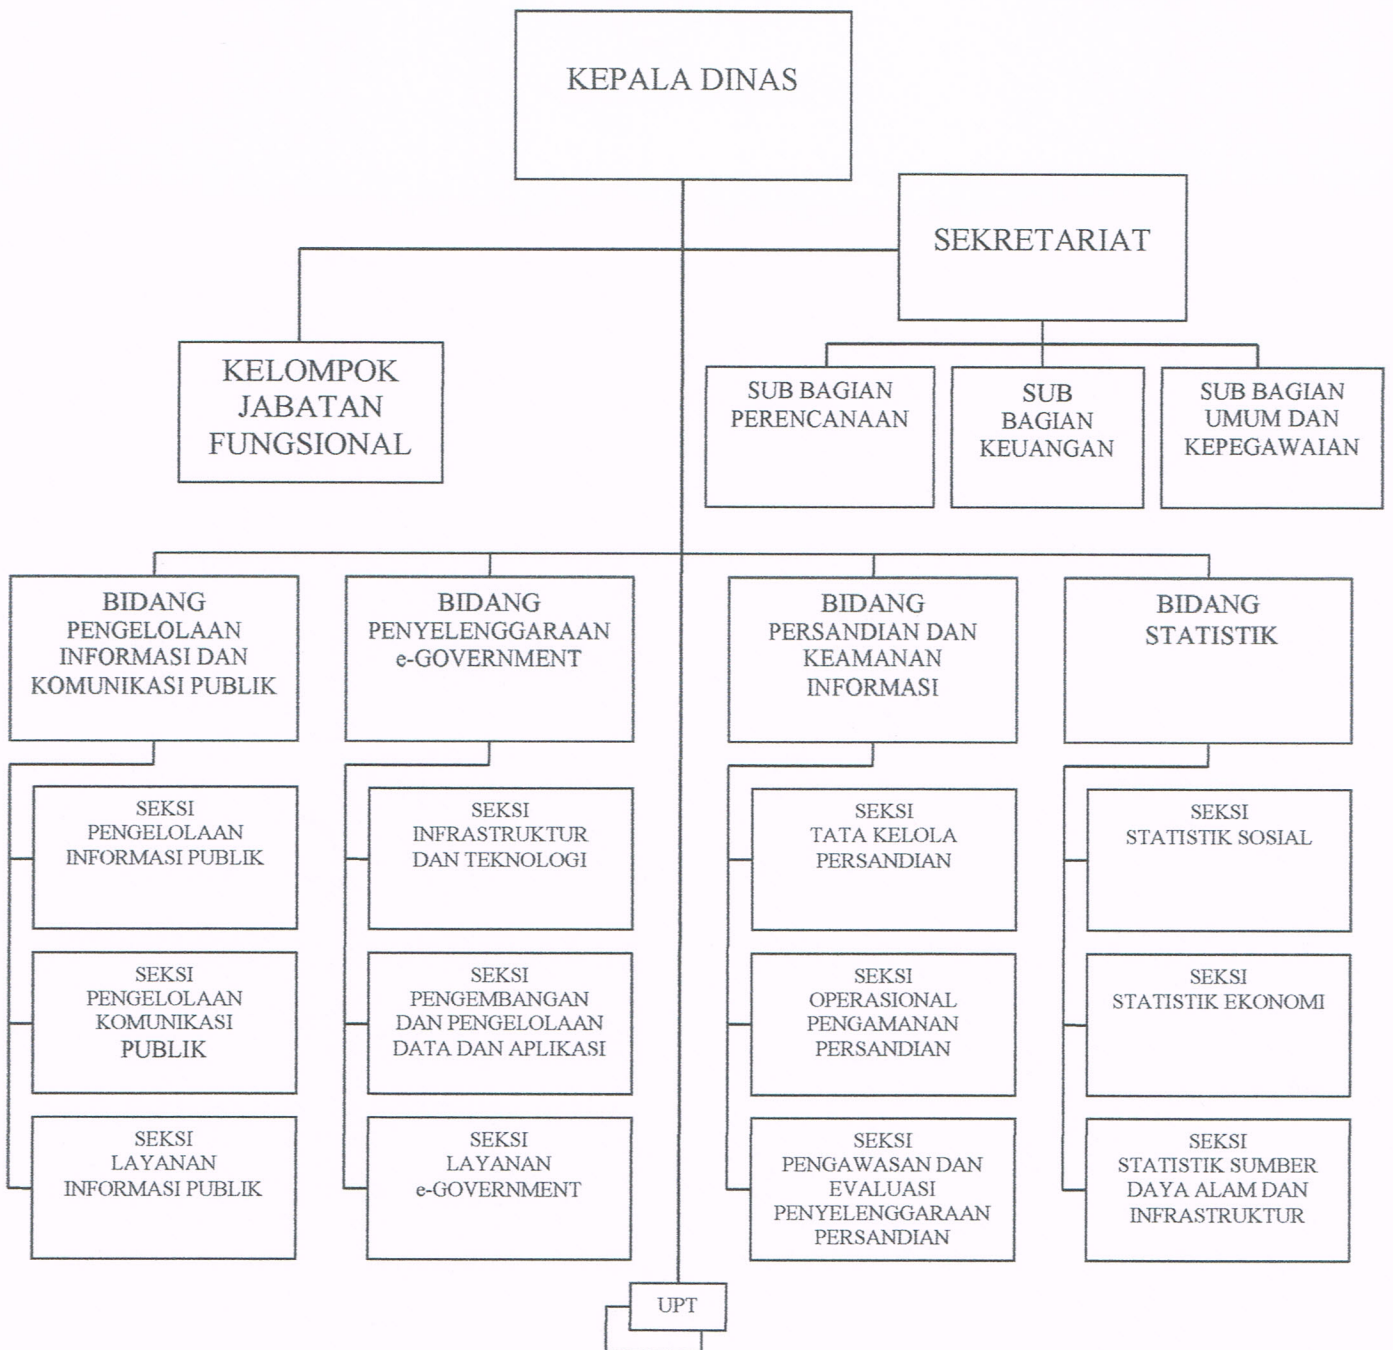 KEPALA DINAS
SEKRETARIAT
KELOMPOK
JABATAN
FUNGSIONAL
SUB BAGIAN
PERENCANAAN
SUB
BAGIAN
KEUANGAN
SUB BAGIAN
UMUM DAN
KEPEGAWAIAN
BIDANG
PENGELOLAAN
INFORMASI DAN
KOMUNIKASI PUBLIK
BIDANG
PENYELENGGARAAN
e-GOVERNMENT
BIDANG
PERSANDIAN DAN
KEAMANAN
INFORMASI
BIDANG
STATISTIK
SEKSI
PENGELOLAAN
INFORMASI PUBLIK
SEKSI
INFRASTRUKTUR
DAN TEKNOLOGI
SEKSI
TATA KELOLA
PERSANDIAN
SEKSI
STATISTIK SOSIAL
SEKSI
PENGELOLAAN
KOMUNIKASI
PUBLIK
SEKSI
PENGEMBANGAN
DAN PENGELOLAAN
DATA DAN APLIKASI
SEKSI
OPERASIONAL
PENGAMANAN
PERSANDIAN
SEKSI
STATISTIK EKONOMI
SEKSI
LAYANAN
INFORMASI PUBLIK
SEKSI
LAYANAN
e-GOVERNMENT
SEKSI
PENGAWASAN DAN
EVALUASI
PENYELENGGARAAN
PERSANDIAN
SEKSI
STATISTIK SUMBER
DAYA ALAM DAN
INFRASTRUKTUR
UPT